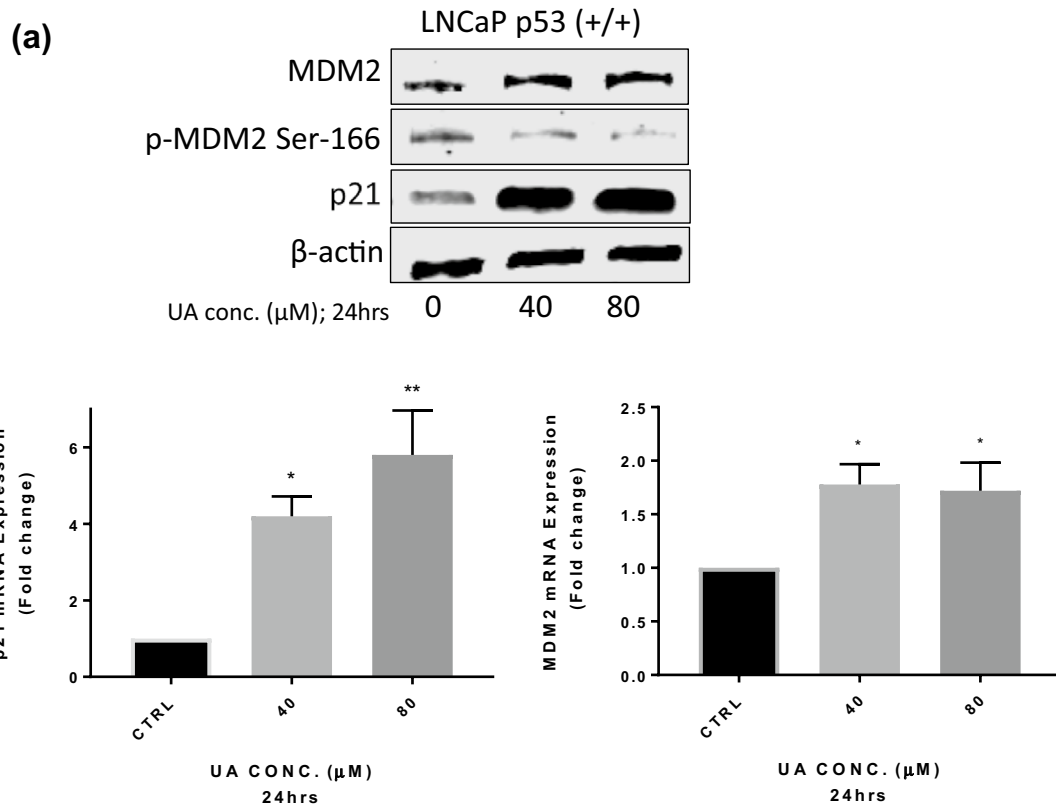 (a)
LNCaP p53 (+/+)
MDM2
p-MDM2 Ser-166
p21
β-actin
UA conc. (μM); 24hrs 0 40 80
mRNA Expression
(Fold change)
6
4
2
0
*
**
CTRL
40
80
UA CONC. (μM)
24hrs
MDM2 mRNA Expression
(Fold change)
2.5
2.0
1.5
1.0
0.5
0.0
*
*
CTRL
40
80
UA CONC. (μM)
24hrs